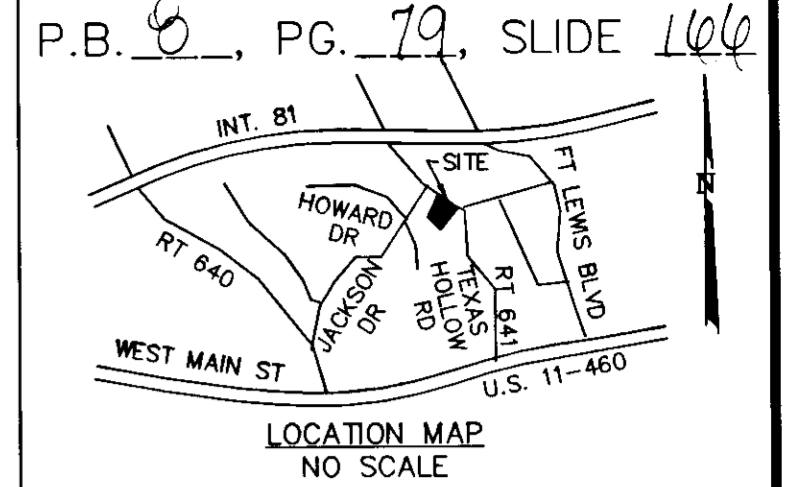 P.B. 8, PG. 79, SLIDE 166
INT. 81
SITE
N
HOWARD
DR
FT LEWIS BLVD
RT 640
JACKSON
DR
TEXAS
HOLLOW
RD
RT 641
WEST MAIN ST
U.S. 11-460
LOCATION MAP
NO SCALE